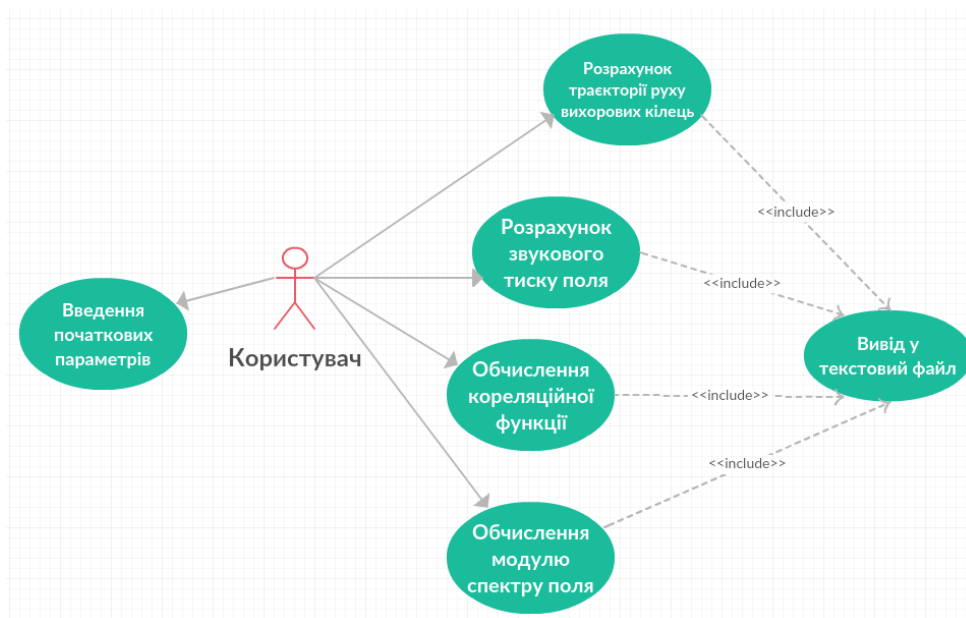 Розрахунок
траєкторії руху
вихорових кілець
<<include>>
Розрахунок
звукового
тиску поля
<<include>>
Введення
початкових
параметрів
Користувач
Вивід у
текстовий файл
Обчислення
кореляційної
функції
<<include>>
<<include>>
Обчислення
модулю
спектру поля